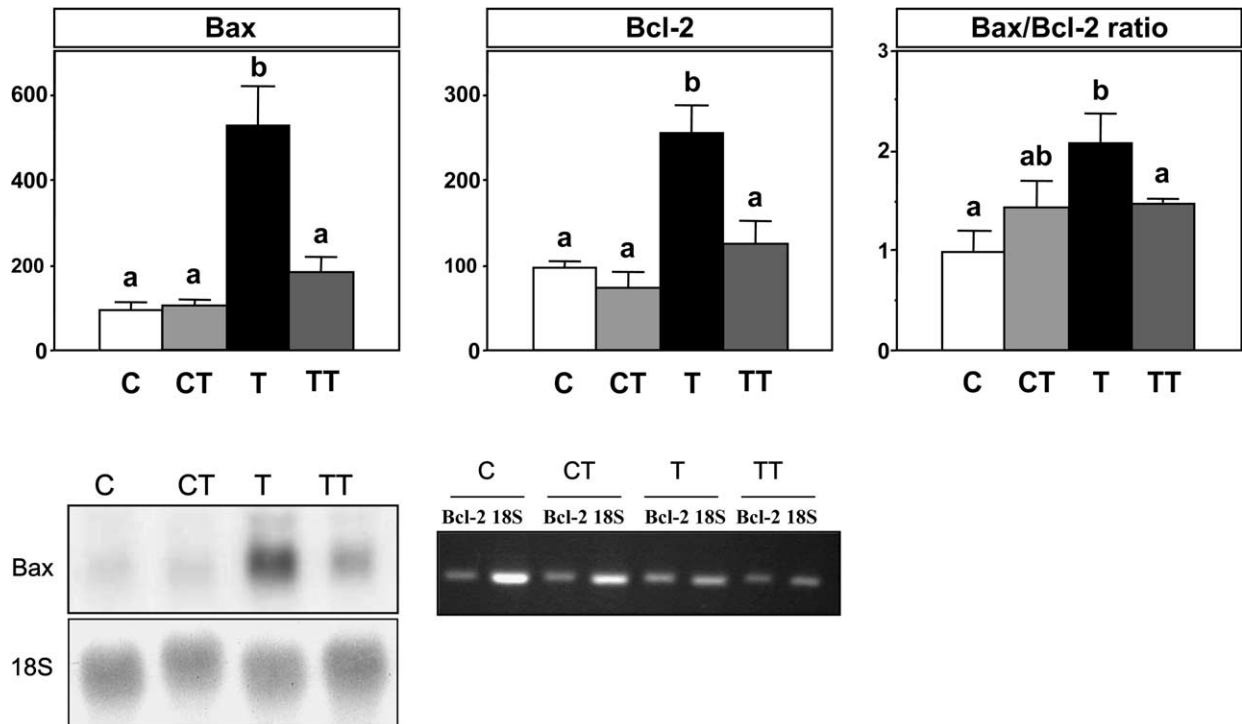 Bax
600
400
200
0
b
a
a
a
C CT T TT
Bcl-2
300
200
100
0
b
a
a
a
C CT T TT
Bax/Bcl-2 ratio
3
2
1
0
b
ab
a
a
C CT T TT
C CT T TT
Bax
18S
C CT T TT
Bcl-2 18S Bcl-2 18S Bcl-2 18S Bcl-2 18S